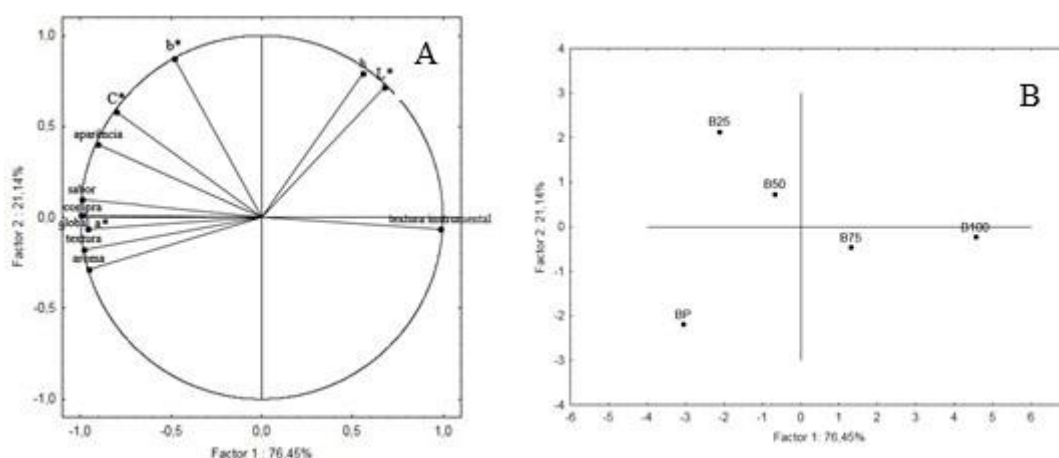 A
1,0
0,5
0,0
-0,5
-1,0
Factor 2 : 21,14%
b*
h
L*
C*
aparência
sabor
compra
global
a*
textura
aroma
textura instrumental
-1,0
-0,5
0,0
0,5
1,0
Factor 1 : 76,45%
B
4
3
2
1
0
-1
-2
-3
-4
Factor 2: 21,14%
B25
B50
B75
B100
BP
-6
-5
-4
-3
-2
-1
0
1
2
3
4
5
6
Factor 1: 76,45%